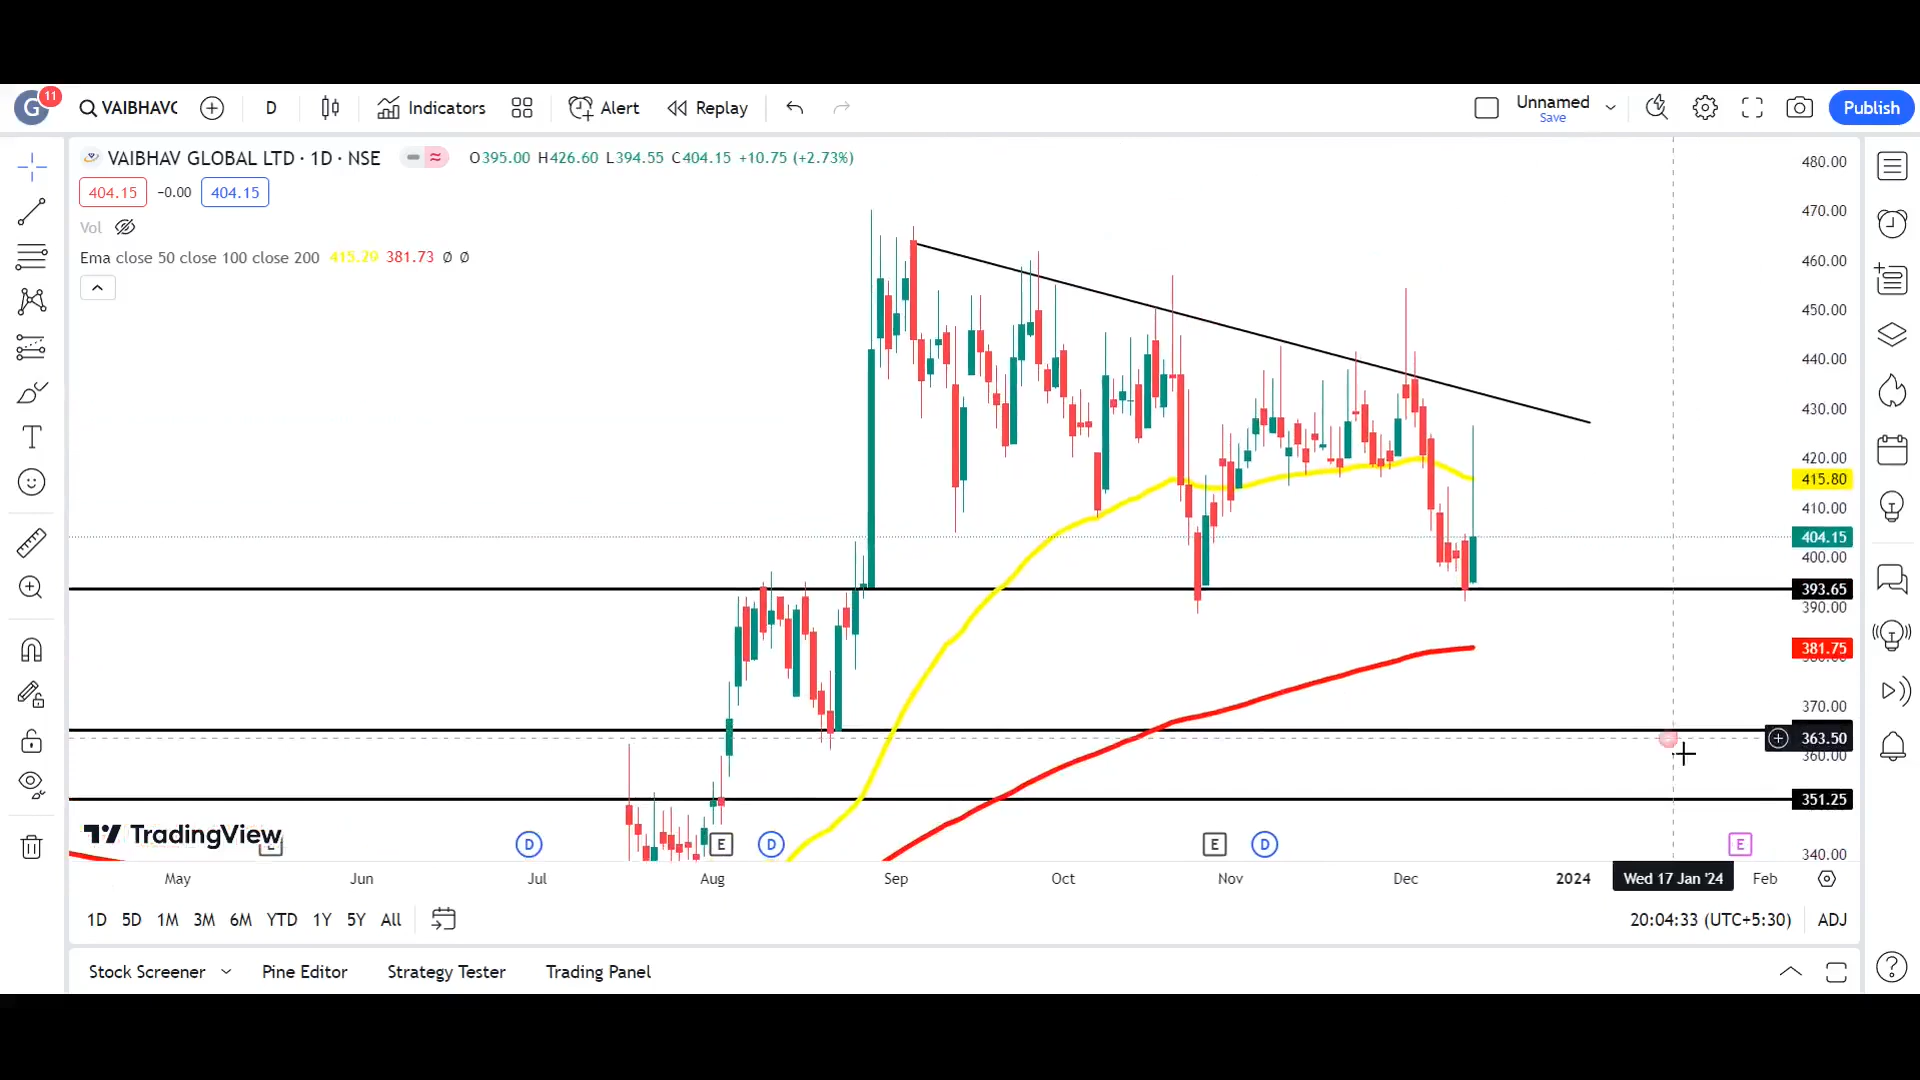 G 11 VAIBHAVC D Indicators Alert Replay Unnamed Save Publish
VAIBHAV GLOBAL LTD · 1D · NSE O395.00 H426.60 L394.55 C404.15 +10.75 (+2.73%)
404.15 −0.00 404.15
Vol
Ema close 50 close 100 close 200 415.29 381.73 Ø Ø
480.00
470.00
460.00
450.00
440.00
430.00
420.00
415.80
410.00
404.15
400.00
393.65
390.00
381.75
370.00
363.50
360.00
351.25
340.00
TradingView
D E D E D E
May Jun Jul Aug Sep Oct Nov Dec 2024 Wed 17 Jan '24 Feb
1D 5D 1M 3M 6M YTD 1Y 5Y All 20:04:33 (UTC+5:30) ADJ
Stock Screener Pine Editor Strategy Tester Trading Panel